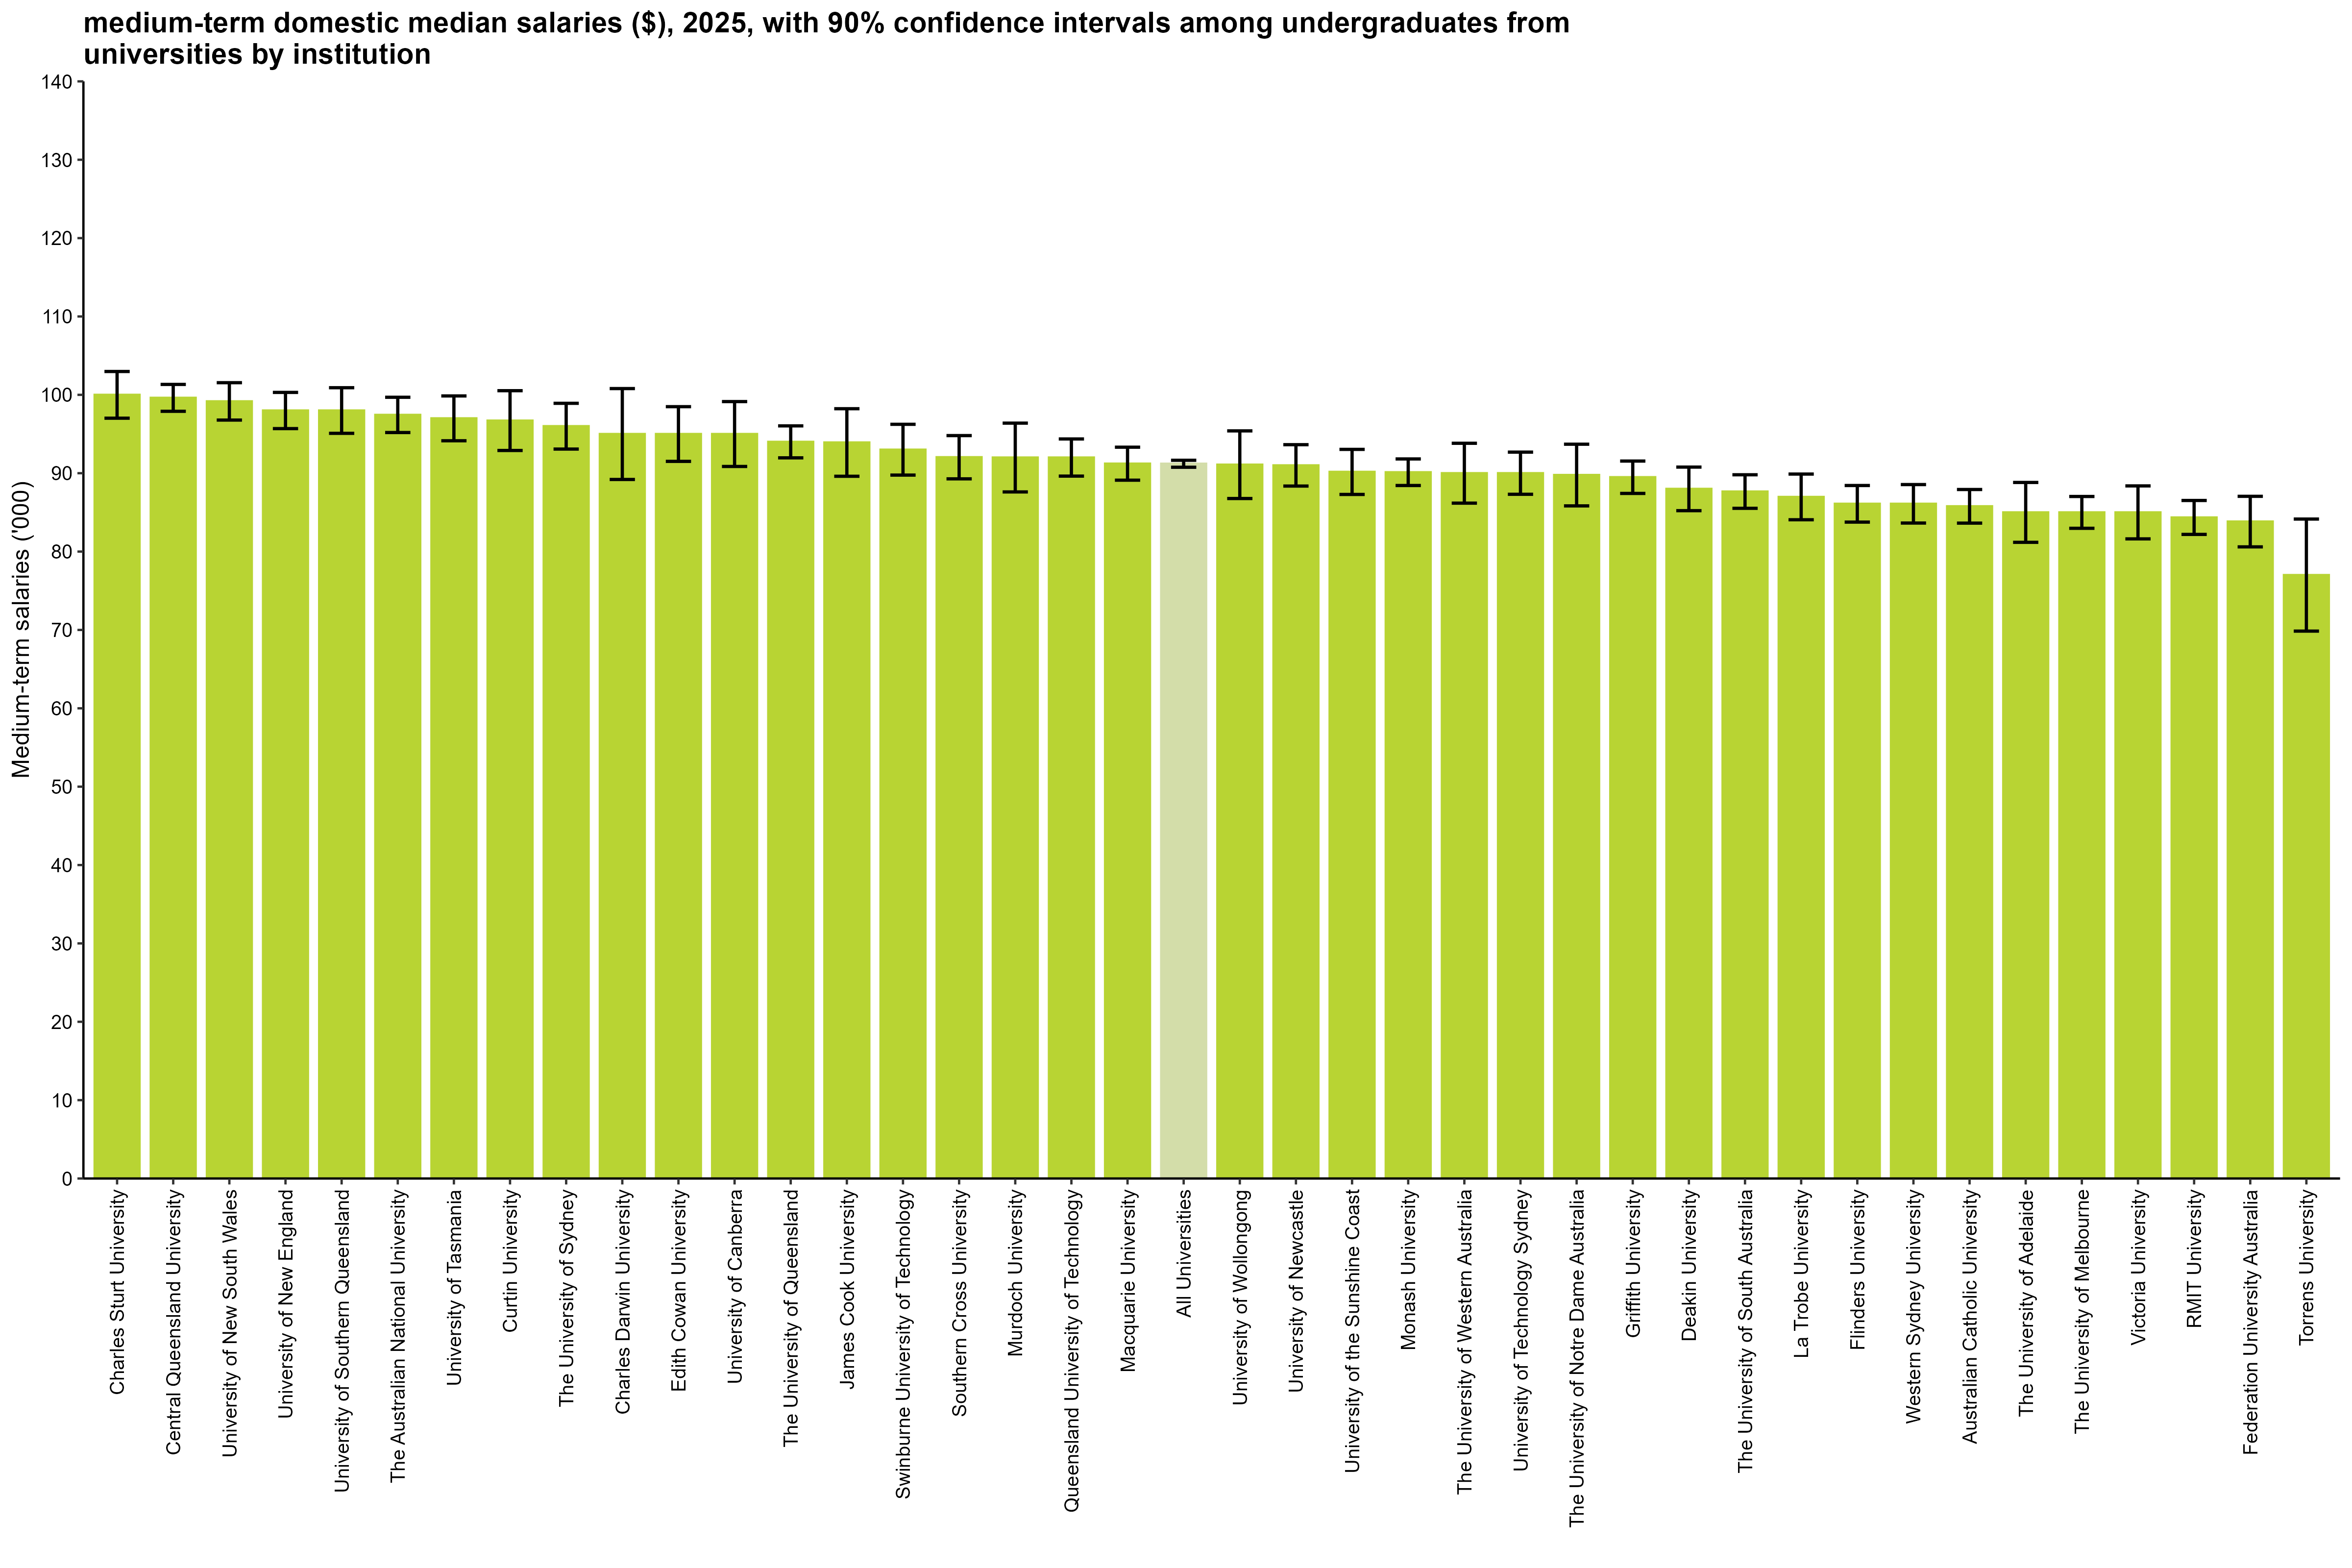 medium-term domestic median salaries ($), 2025, with 90% confidence intervals among undergraduates from
universities by institution
Medium-term salaries ('000)
140
130
120
110
100
90
80
70
60
50
40
30
20
10
0
Charles Sturt University
Central Queensland University
University of New South Wales
University of New England
University of Southern Queensland
The Australian National University
University of Tasmania
Curtin University
The University of Sydney
Charles Darwin University
Edith Cowan University
University of Canberra
The University of Queensland
James Cook University
Swinburne University of Technology
Southern Cross University
Murdoch University
Queensland University of Technology
Macquarie University
All Universities
University of Wollongong
University of Newcastle
University of the Sunshine Coast
Monash University
The University of Western Australia
University of Technology Sydney
The University of Notre Dame Australia
Griffith University
Deakin University
The University of South Australia
La Trobe University
Flinders University
Western Sydney University
Australian Catholic University
The University of Adelaide
The University of Melbourne
Victoria University
RMIT University
Federation University Australia
Torrens University